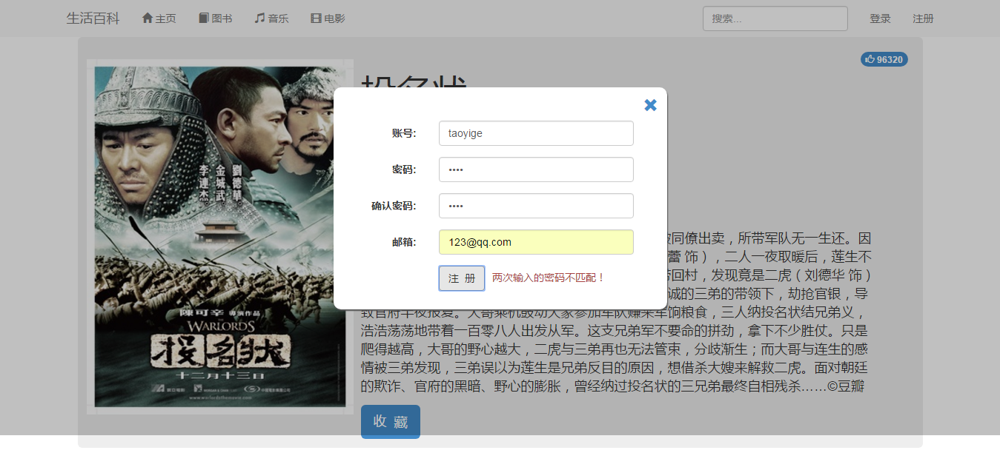 生活百科 主页 图书 音乐 电影 搜索... 登录 注册
96320
投名状
账号: taoyige
密码: ••••
确认密码: ••••
邮箱: 123@qq.com
注 册 两次输入的密码不匹配！
李連杰 金城武 劉德華
陳可辛 導演作品
THE WARLORDS
投名狀
十二月十三日
同僚出卖，所带军队无一生还。因
蕾 饰），二人一夜取暖后，莲生不
回村，发现竟是二虎（刘德华 饰）
诚的三弟的带领下，劫抢官银，导
致官府半夜报复。大哥乘机鼓动大家参加军队赚来军饷粮食，三人纳投名状结兄弟义，
浩浩荡荡地带着一百零八人出发从军。这支兄弟军不要命的拼劲，拿下不少胜仗。只是
爬得越高，大哥的野心越大，二虎与三弟再也无法管束，分歧渐生；而大哥与连生的感
情被三弟发现，三弟误以为莲生是兄弟反目的原因，想借杀大嫂来解救二虎。面对朝廷
的欺诈、官府的黑暗、野心的膨胀，曾经纳过投名状的三兄弟最终自相残杀……©豆瓣
收 藏